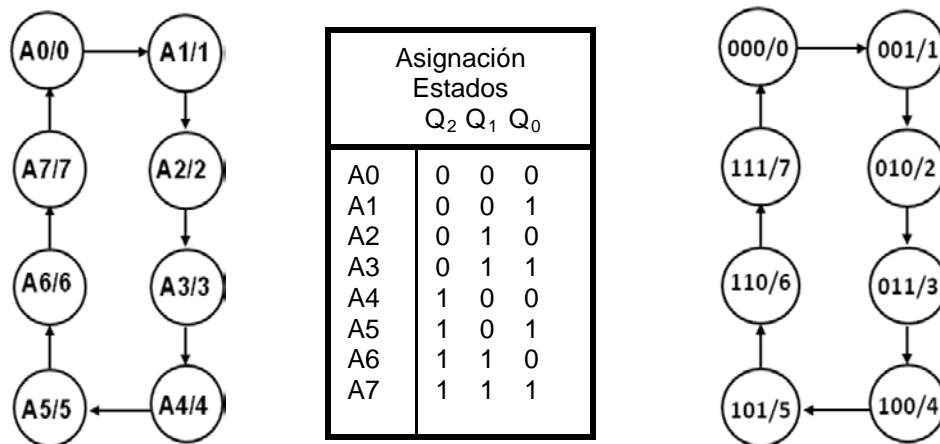 A0/0 A1/1
A7/7 A2/2
A6/6 A3/3
A5/5 A4/4
Asignación
Estados
Q₂ Q₁ Q₀
A0 0 0 0
A1 0 0 1
A2 0 1 0
A3 0 1 1
A4 1 0 0
A5 1 0 1
A6 1 1 0
A7 1 1 1
000/0 001/1
111/7 010/2
110/6 011/3
101/5 100/4